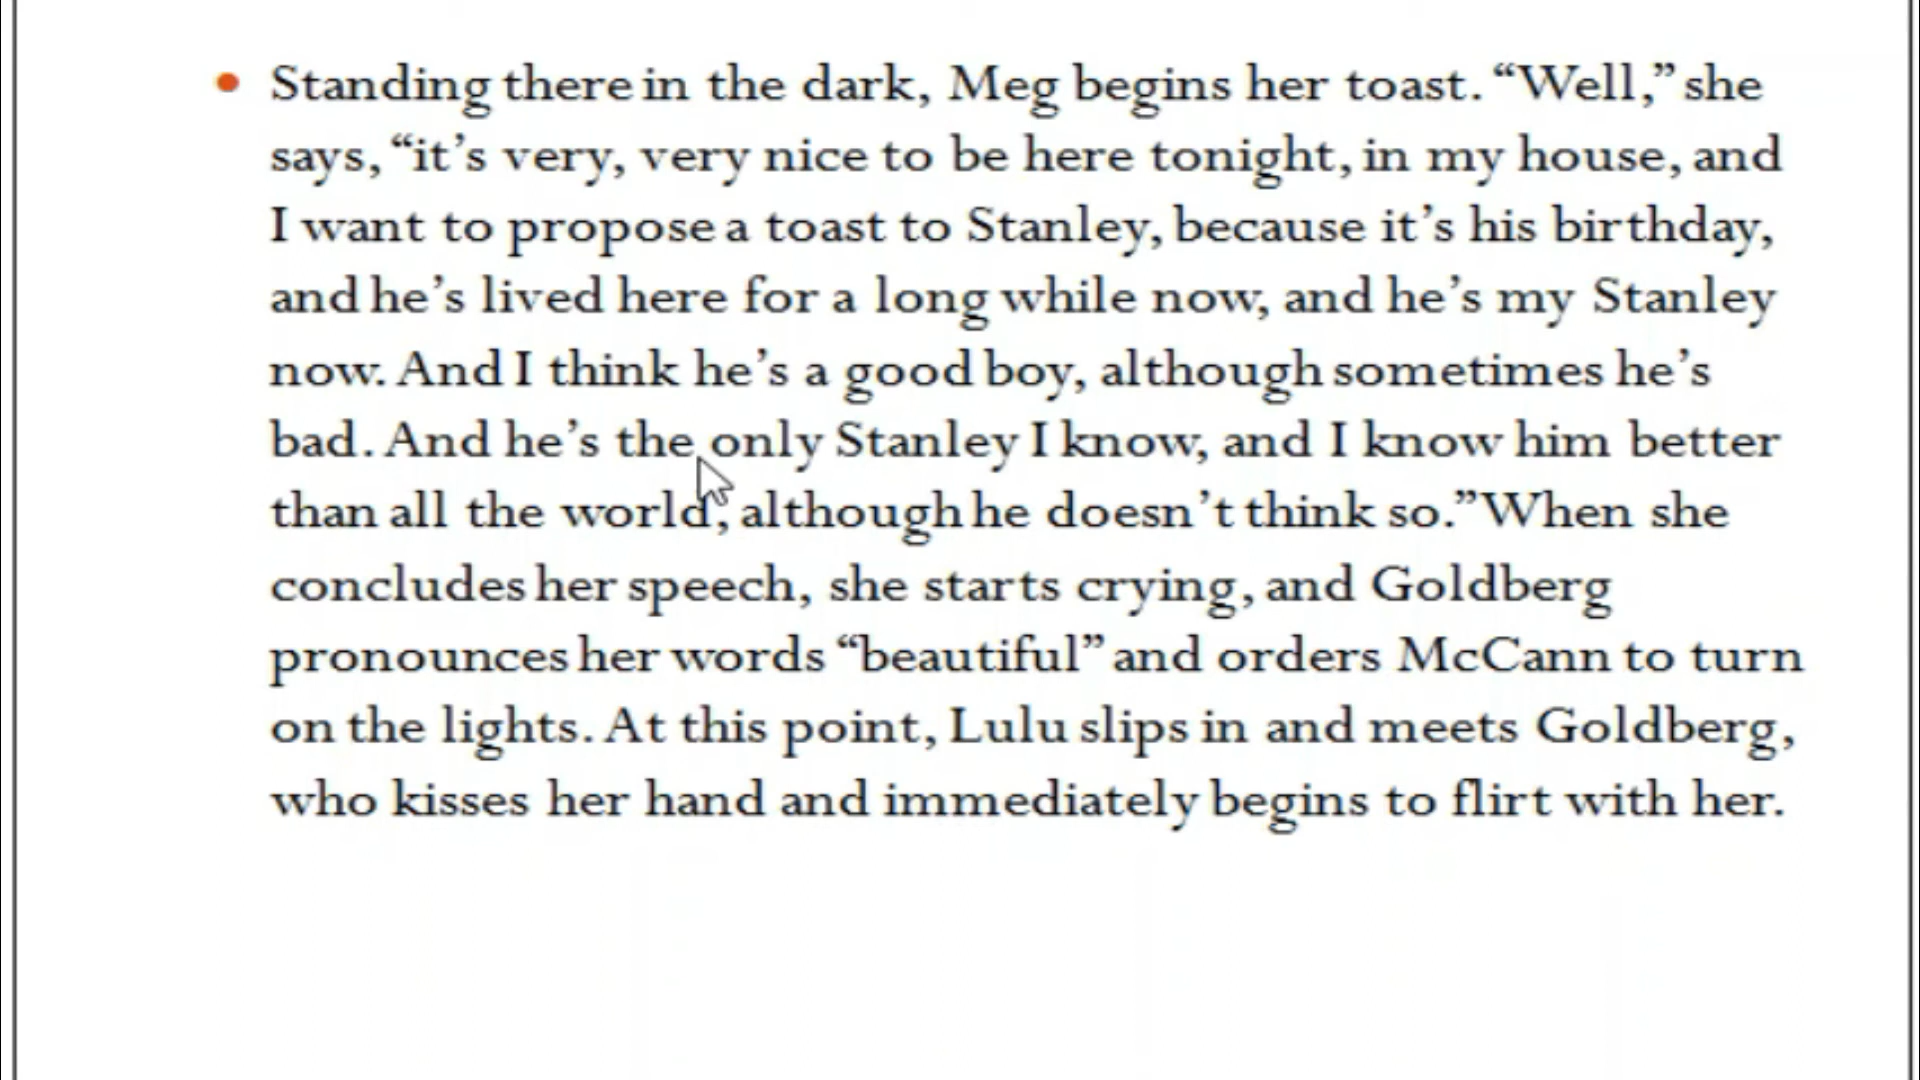 • Standing there in the dark, Meg begins her toast. “Well,” she
says, “it’s very, very nice to be here tonight, in my house, and
I want to propose a toast to Stanley, because it’s his birthday,
and he’s lived here for a long while now, and he’s my Stanley
now. And I think he’s a good boy, although sometimes he’s
bad. And he’s the only Stanley I know, and I know him better
than all the world, although he doesn’t think so.” When she
concludes her speech, she starts crying, and Goldberg
pronounces her words “beautiful” and orders McCann to turn
on the lights. At this point, Lulu slips in and meets Goldberg,
who kisses her hand and immediately begins to flirt with her.